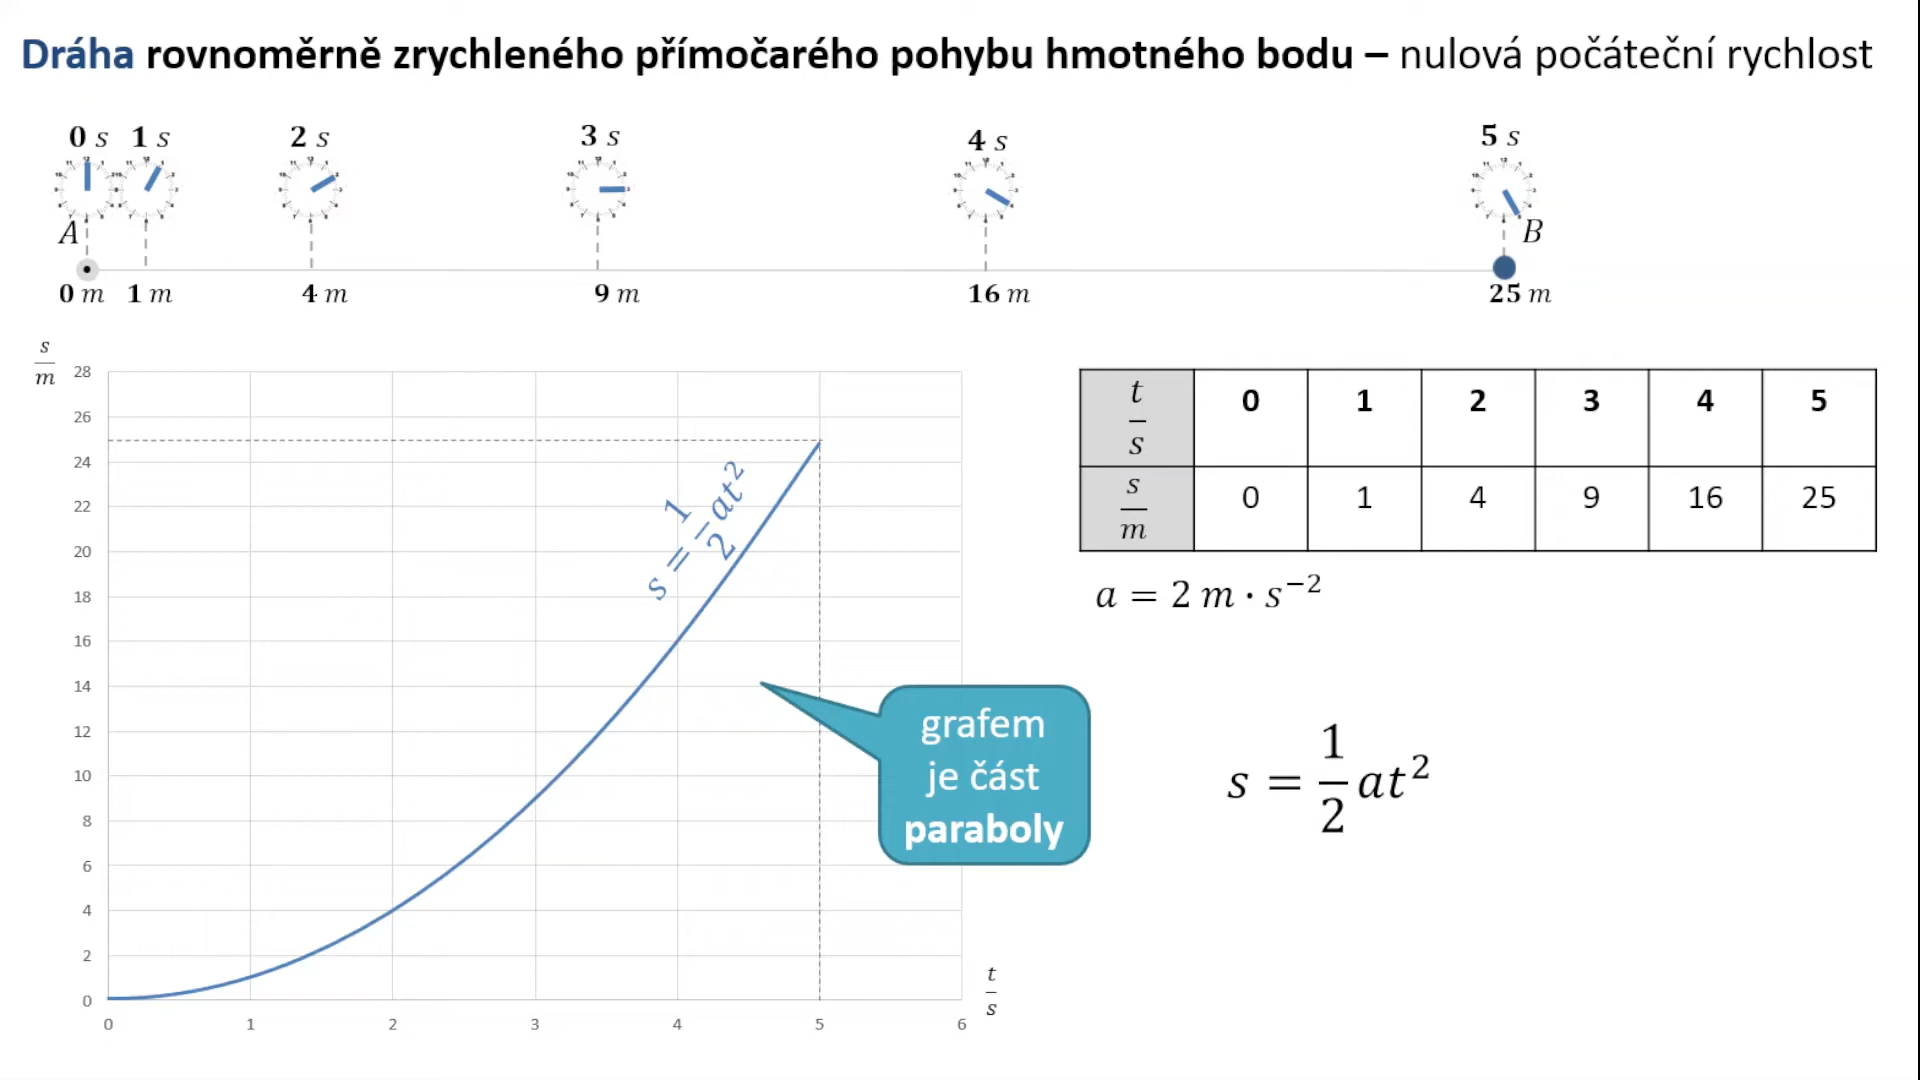 Dráha rovnoměrně zrychleného přímočarého pohybu hmotného bodu – nulová počáteční rychlost
0 s 1 s 2 s 3 s 4 s 5 s
A B
0 m 1 m 4 m 9 m 16 m 25 m
s/m
28
26
24
22
20
18
16
14
12
10
8
6
4
2
0
0 1 2 3 4 5 6
t/s
s = 1/2 at²
grafem
je část
paraboly
t/s 0 1 2 3 4 5
s/m 0 1 4 9 16 25
a = 2 m · s⁻²
s = 1/2 at²